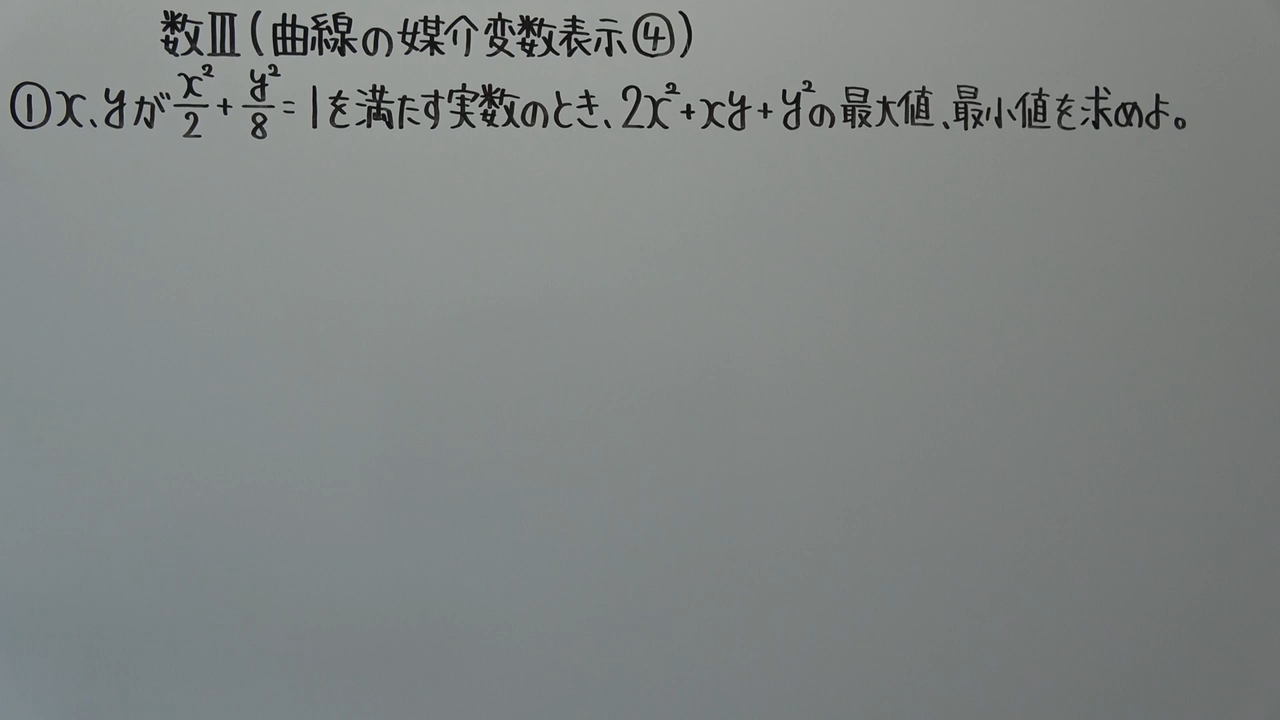 数Ⅲ(曲線の媒介変数表示④)
①x、yがx²/2+y²/8=1を満たす実数のとき、2x²+xy+y²の最大値、最小値を求めよ。